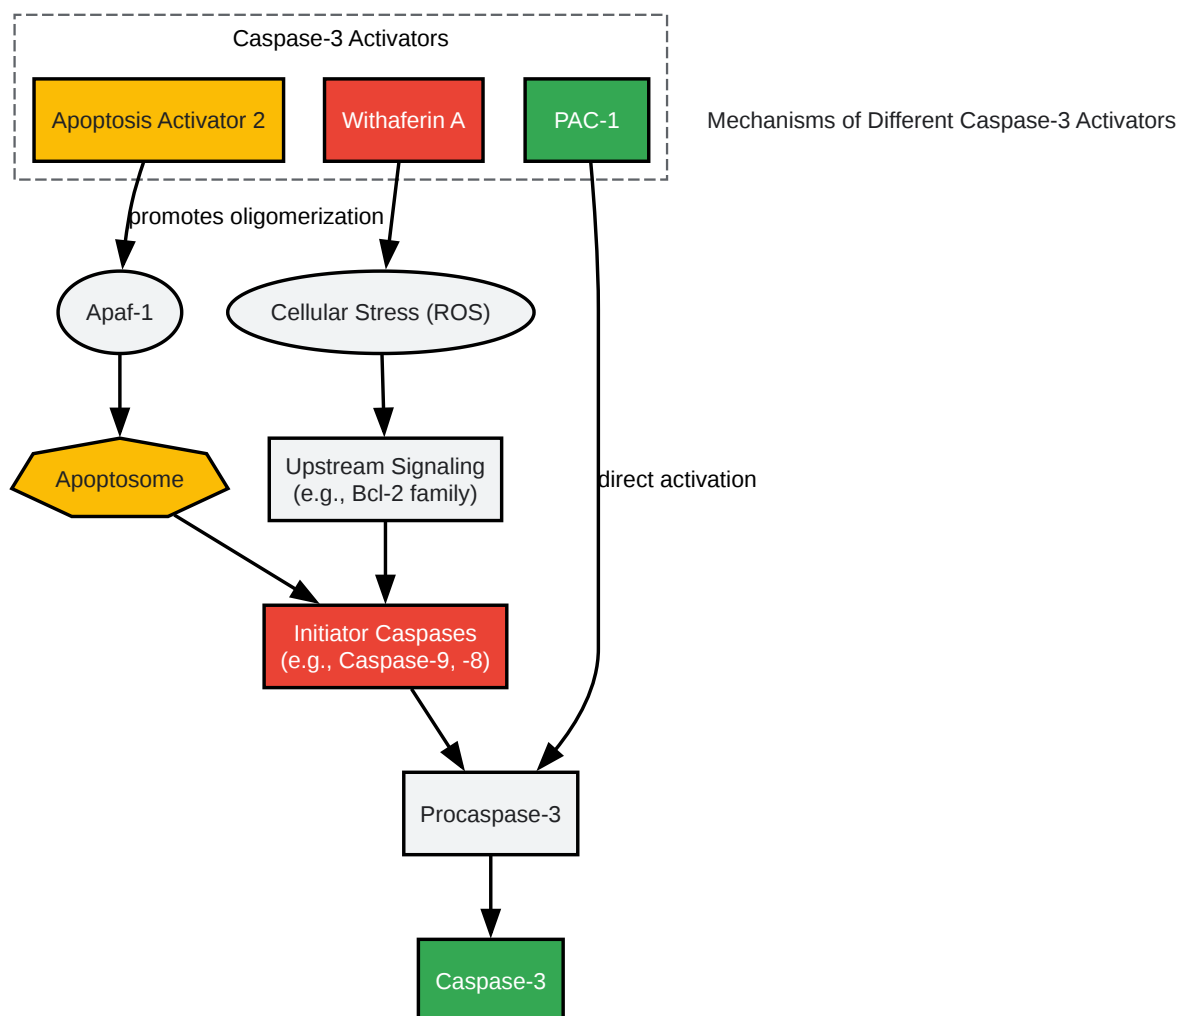 Caspase-3 Activators
Apoptosis Activator 2
Withaferin A
PAC-1
Mechanisms of Different Caspase-3 Activators
promotes oligomerization
Apaf-1
Cellular Stress (ROS)
Apoptosome
Upstream Signaling
(e.g., Bcl-2 family)
direct activation
Initiator Caspases
(e.g., Caspase-9, -8)
Procaspase-3
Caspase-3